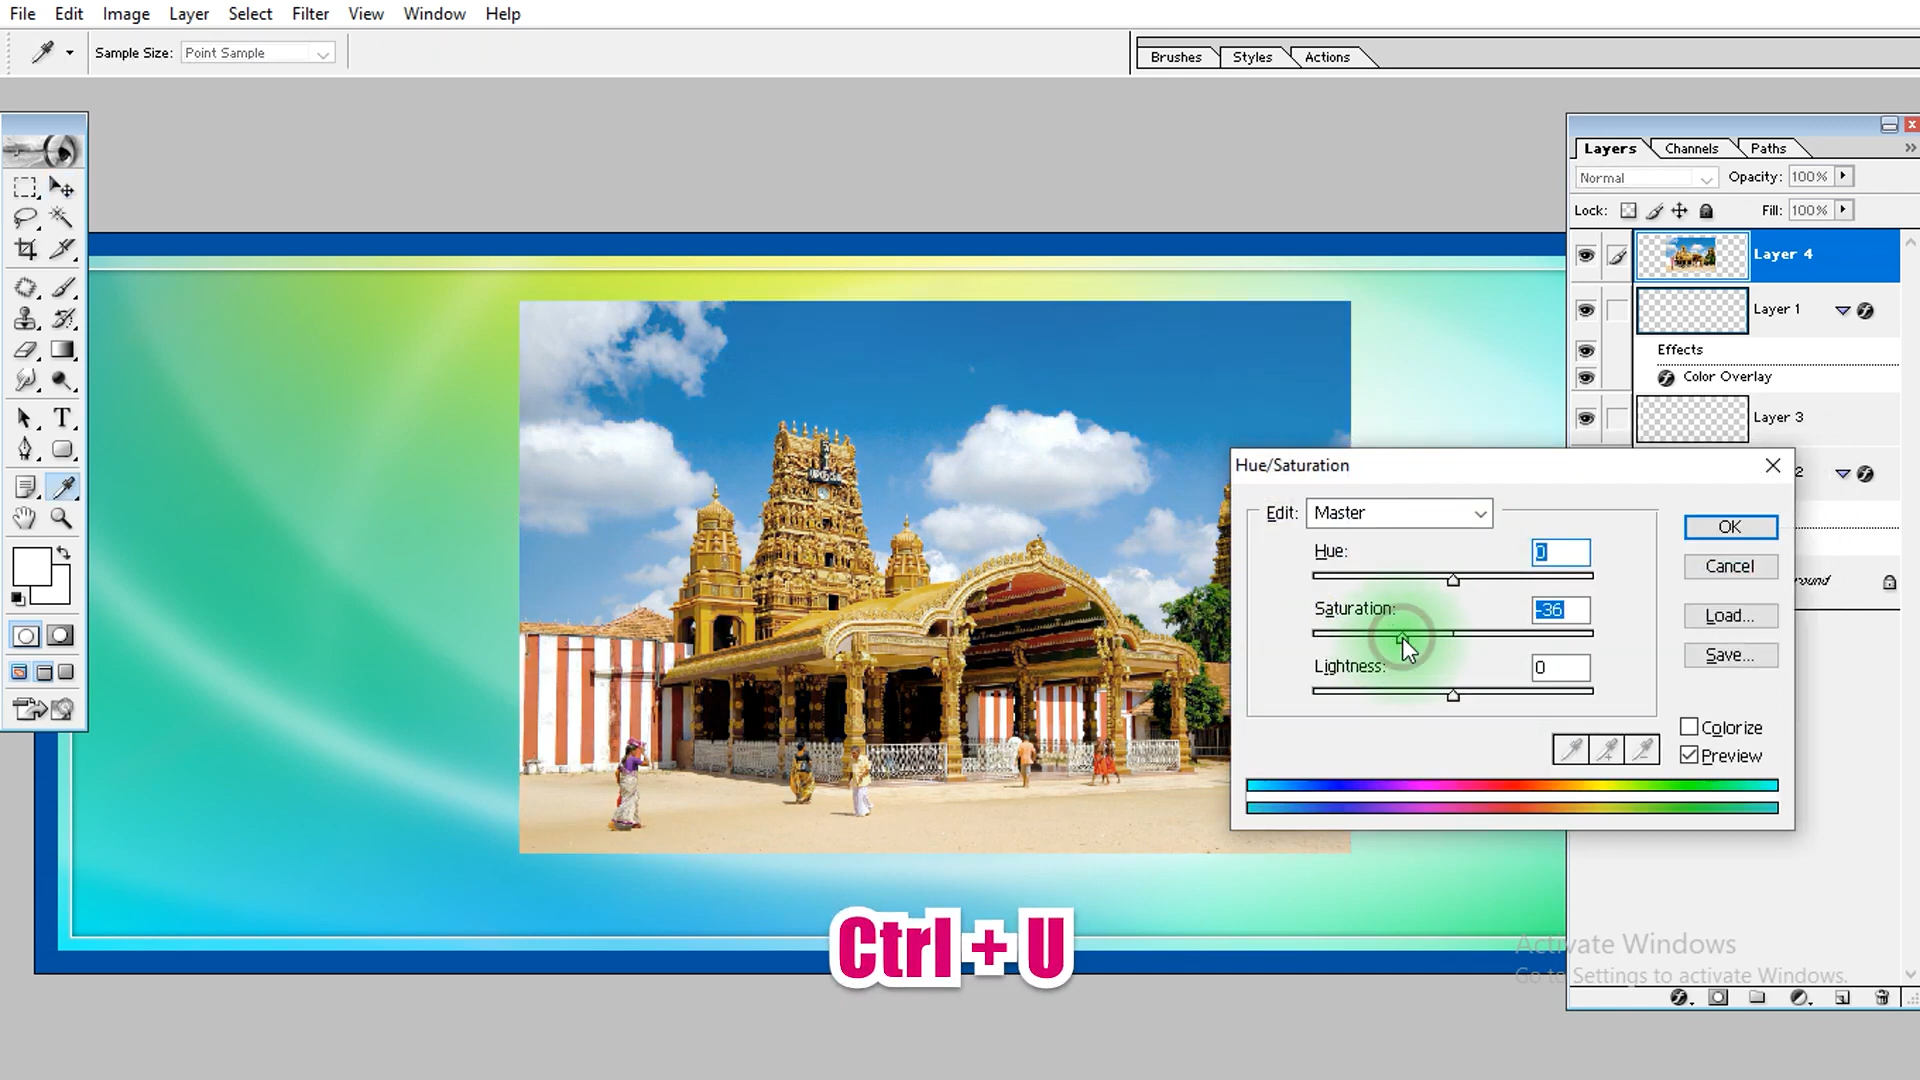 File Edit Image Layer Select Filter View Window Help
Sample Size: Point Sample
Brushes Styles Actions
Layers Channels Paths
Normal Opacity: 100%
Lock: Fill: 100%
Layer 4
Layer 1
Effects
Color Overlay
Layer 3
Hue/Saturation
Edit: Master
OK
Hue: 0
Cancel
Saturation: -36
Load...
Lightness: 0
Save...
Colorize
Preview
Ctrl + U
Activate Windows
Go to Settings to activate Windows.